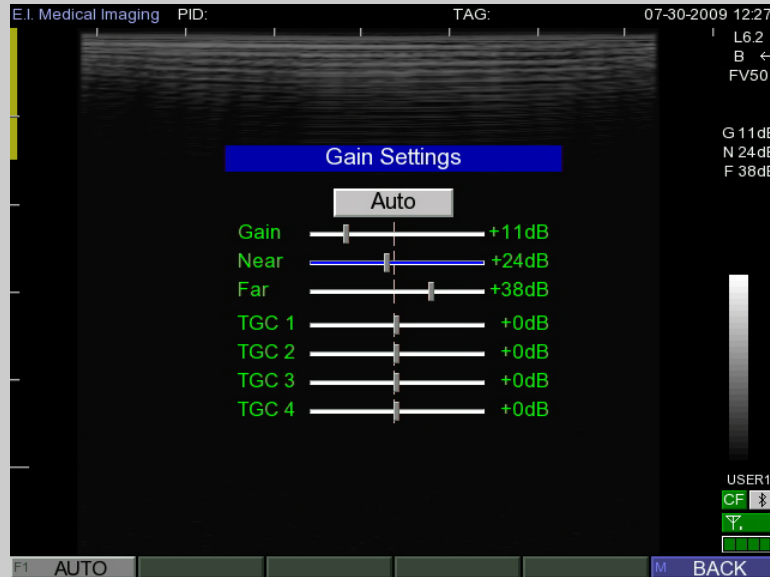 E.I. Medical Imaging PID: TAG: 07-30-2009 12:27
L6.2
B ←
FV50
G 11dB
N 24dB
F 38dB
Gain Settings
Auto
Gain +11dB
Near +24dB
Far +38dB
TGC 1 +0dB
TGC 2 +0dB
TGC 3 +0dB
TGC 4 +0dB
USER1
CF
F1 AUTO M BACK